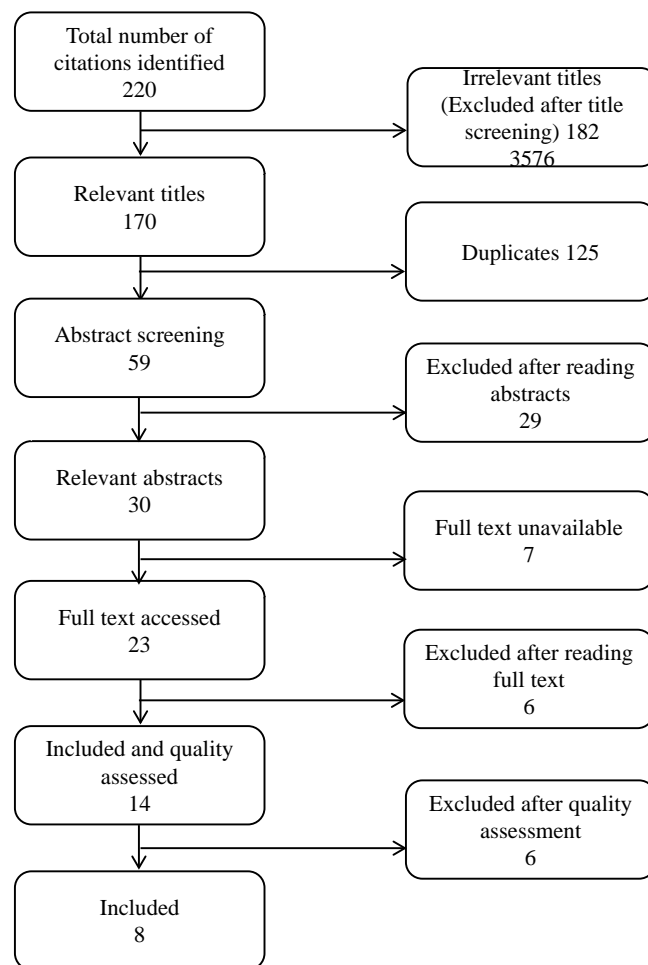 Total number of
citations identified
220
Irrelevant titles
(Excluded after title
screening) 182
3576
Relevant titles
170
Duplicates 125
Abstract screening
59
Excluded after reading
abstracts
29
Relevant abstracts
30
Full text unavailable
7
Full text accessed
23
Excluded after reading
full text
6
Included and quality
assessed
14
Excluded after quality
assessment
6
Included
8